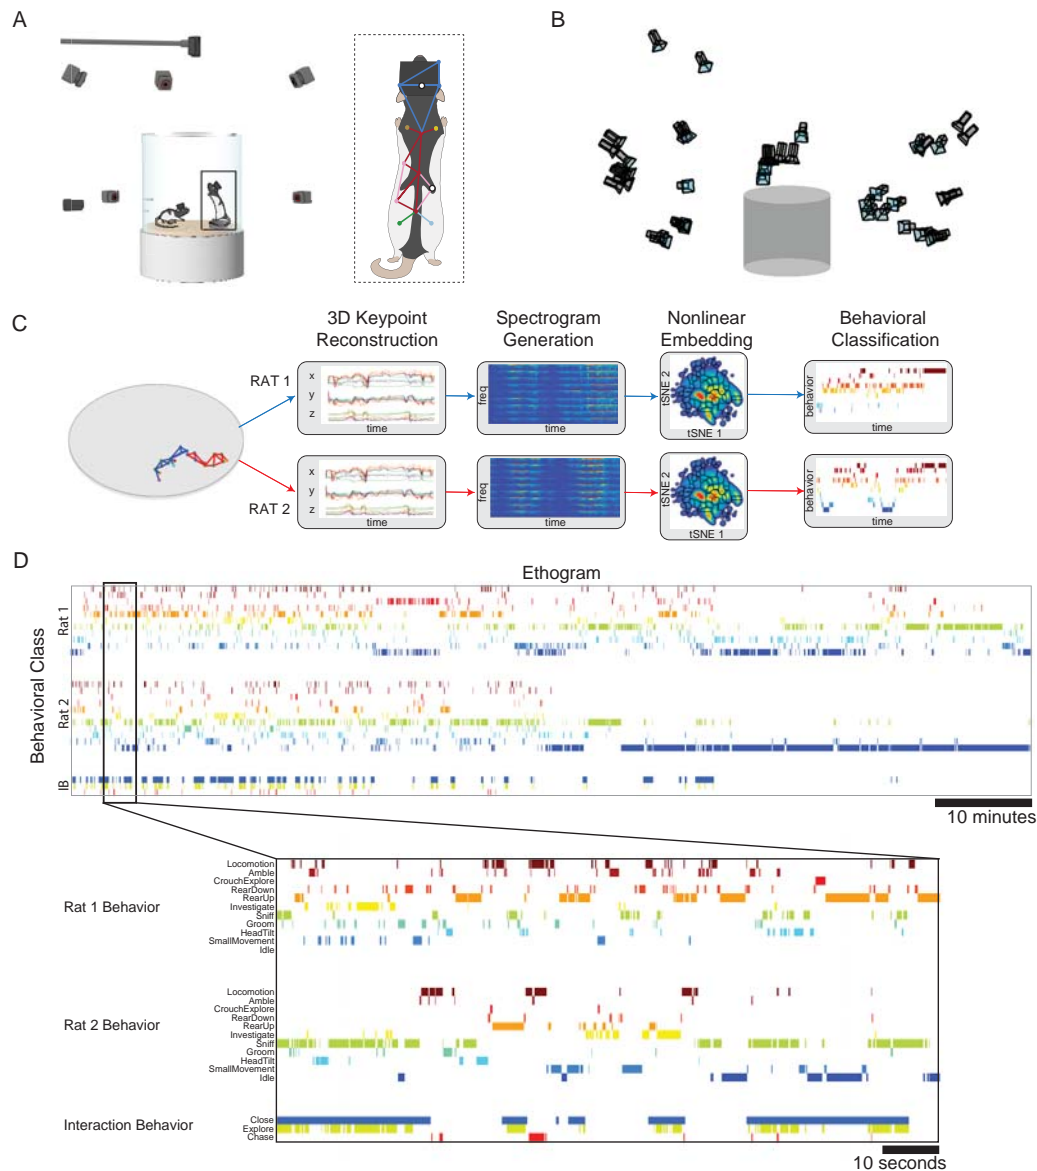 A
B
C
3D Keypoint
Reconstruction
Spectrogram
Generation
Nonlinear
Embedding
Behavioral
Classification
RAT 1
x
y
z
time
freq
time
tSNE 2
tSNE 1
behavior
time
RAT 2
x
y
z
time
freq
time
tSNE 2
tSNE 1
behavior
time
D
Ethogram
Behavioral Class
Rat 1
Rat 2
IB
10 minutes
Rat 1 Behavior
Locomotion
Amble
CrouchExplore
RearDown
RearUp
Investigate
Sniff
Groom
HeadTilt
SmallMovement
Idle
Rat 2 Behavior
Locomotion
Amble
CrouchExplore
RearDown
RearUp
Investigate
Sniff
Groom
HeadTilt
SmallMovement
Idle
Interaction Behavior
Close
Explore
Chase
10 seconds